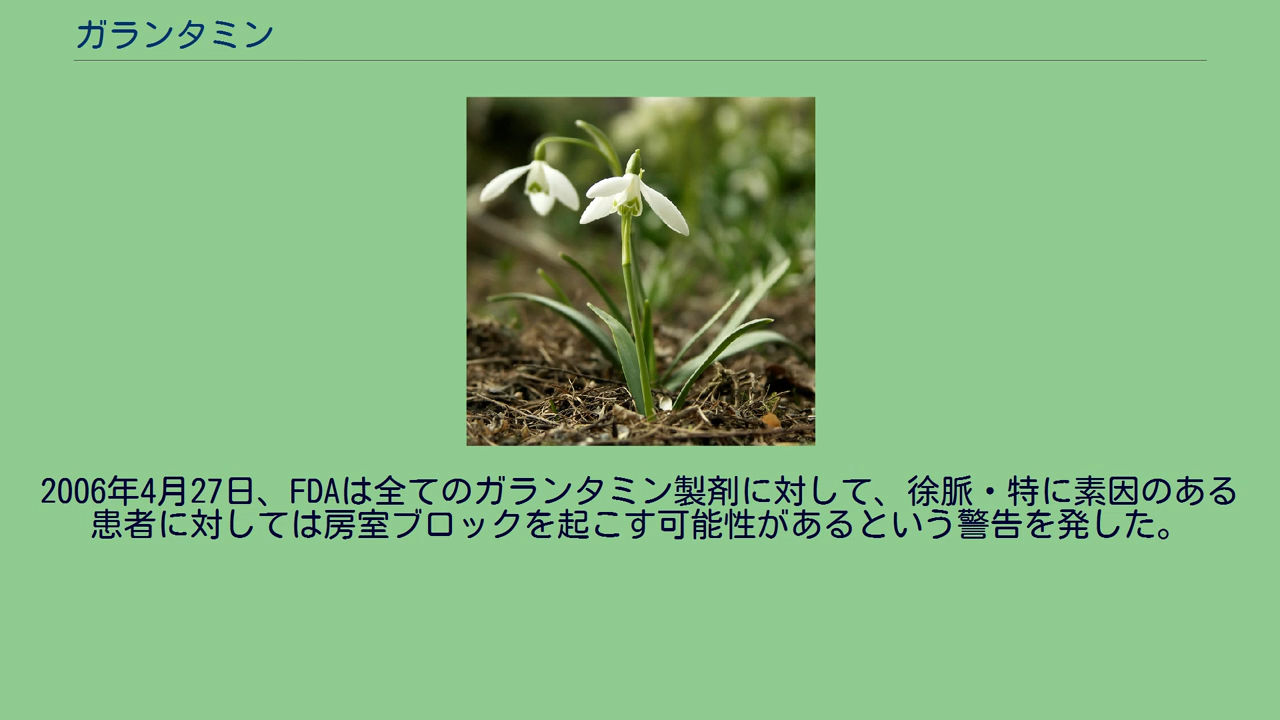 ガランタミン
2006年4月27日、FDAは全てのガランタミン製剤に対して、徐脈・特に素因のある
患者に対しては房室ブロックを起こす可能性があるという警告を発した。